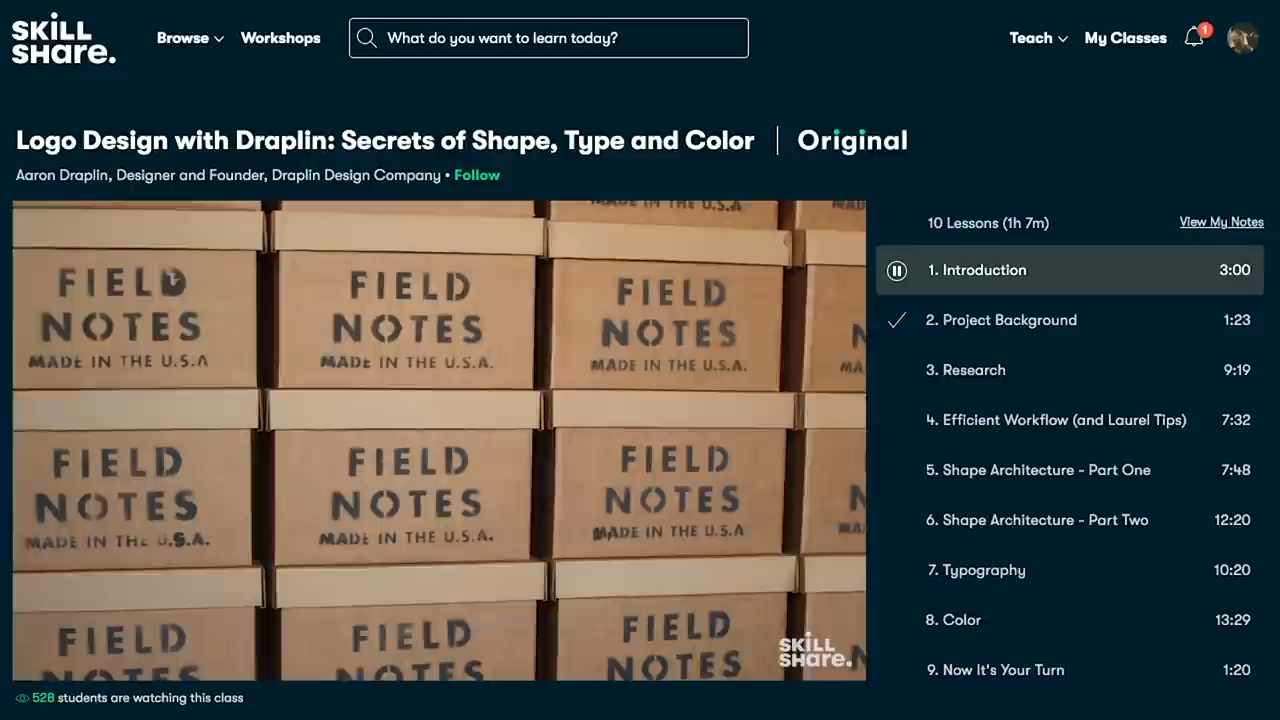 SKILL SHARE.
Browse
Workshops
What do you want to learn today?
Teach
My Classes
1
Logo Design with Draplin: Secrets of Shape, Type and Color | Original
Aaron Draplin, Designer and Founder, Draplin Design Company • Follow
MADE IN THE U.S.A
FIELD
NOTES
MADE IN THE U.S.A
FIELD
NOTES
MADE IN THE U.S.A.
FIELD
NOTES
MADE IN THE U.S.A.
FIELD
NOTES
MADE IN THE U.S.A.
FIELD
NOTES
MADE IN THE U.S.A.
FIELD
NOTES
MADE IN THE U.S.A
FIELD
NOTES
FIELD
NOTES
FIELD
NOTES
SKILL SHARE.
528 students are watching this class
10 Lessons (1h 7m)
View My Notes
1. Introduction 3:00
2. Project Background 1:23
3. Research 9:19
4. Efficient Workflow (and Laurel Tips) 7:32
5. Shape Architecture - Part One 7:48
6. Shape Architecture - Part Two 12:20
7. Typography 10:20
8. Color 13:29
9. Now It's Your Turn 1:20